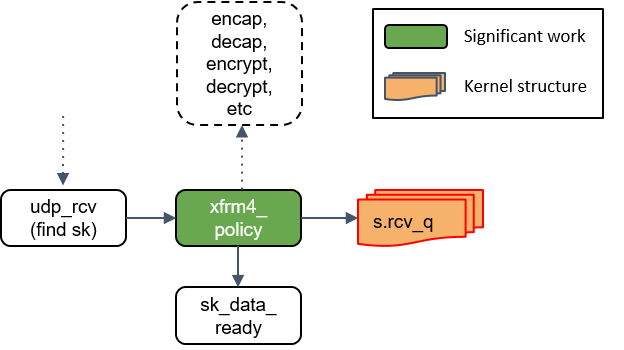 encap,
decap,
encrypt,
decrypt,
etc
Significant work
Kernel structure
udp_rcv
(find sk)
xfrm4_
policy
s.rcv_q
sk_data_
ready